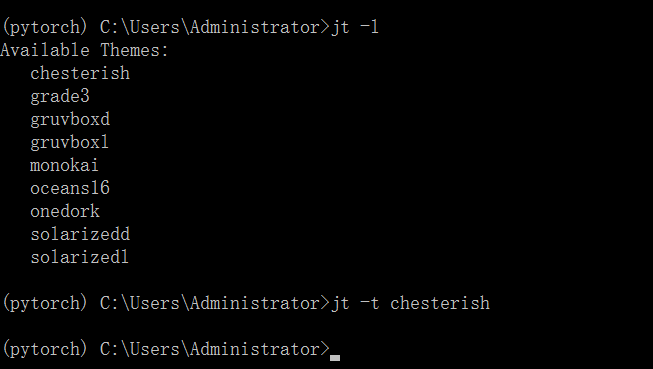 (pytorch) C:\Users\Administrator>jt -l
Available Themes:
   chesterish
   grade3
   gruvboxd
   gruvboxl
   monokai
   oceans16
   onedork
   solarizedd
   solarizedl
(pytorch) C:\Users\Administrator>jt -t chesterish
(pytorch) C:\Users\Administrator>